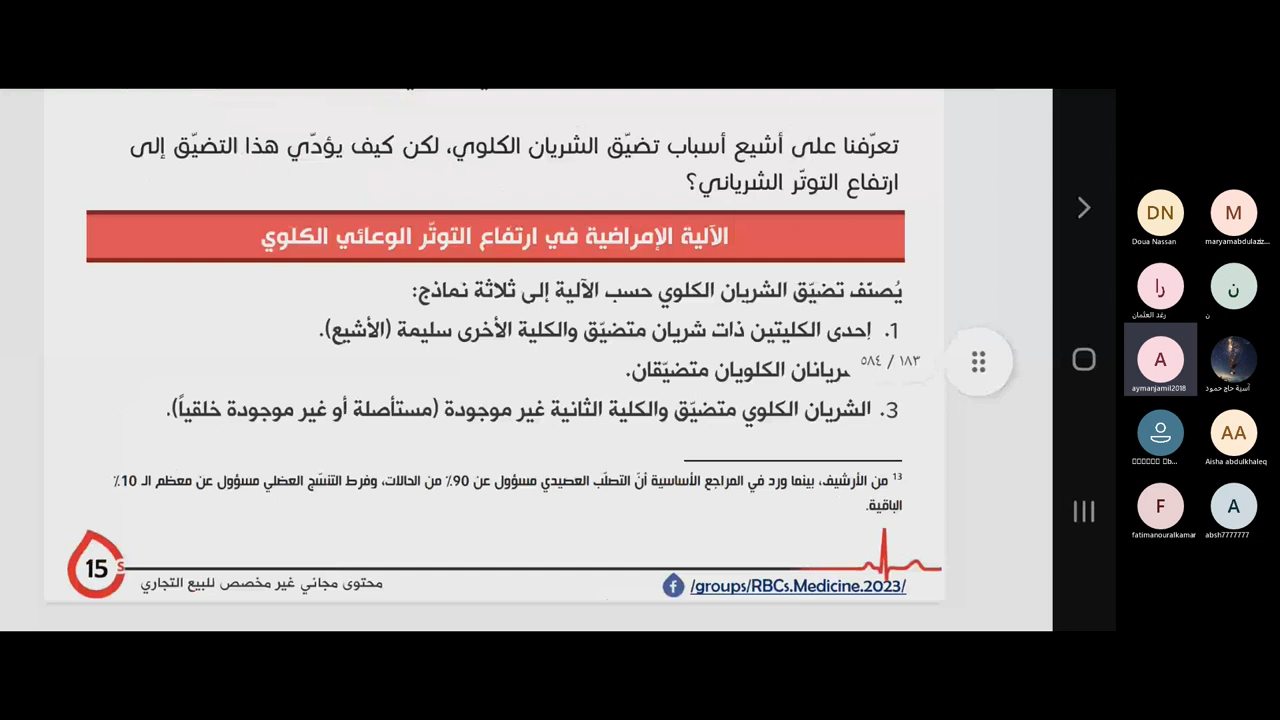 تعرّفنا على أشيع أسباب تضيّق الشريان الكلوي، لكن كيف يؤدّي هذا التضيّق إلى
ارتفاع التوتّر الشرياني؟
الآلية الإمراضية في ارتفاع التوتّر الوعائي الكلوي
يُصنّف تضيّق الشريان الكلوي حسب الآلية إلى ثلاثة نماذج:
1. إحدى الكليتين ذات شريان متضيّق والكلية الأخرى سليمة (الأشيع).
الكلويان متضيّقان.
١٨٣ / ٥٨٤
3. الشريان الكلوي متضيّق والكلية الثانية غير موجودة (مستأصلة أو غير موجودة خلقياً).
13 من الأرشيف، بينما ورد في المراجع الأساسية أنّ التصلّب العصيدي مسؤول عن 90٪ من الحالات، وفرط التنسّج العضلي مسؤول عن معظم الـ 10٪
الباقية.
15 S
محتوى مجاني غير مخصص للبيع التجاري
/groups/RBCs.Medicine.2023/
DN
Doua Nassan
M
maryamabdulaziz...
را
رغد العلمان
ن
ن
A
aymanjamil2018
آسية حاج حمود
b...
AA
Aisha abdulkhaleq
F
fatimanouralkamar
A
absh7777777